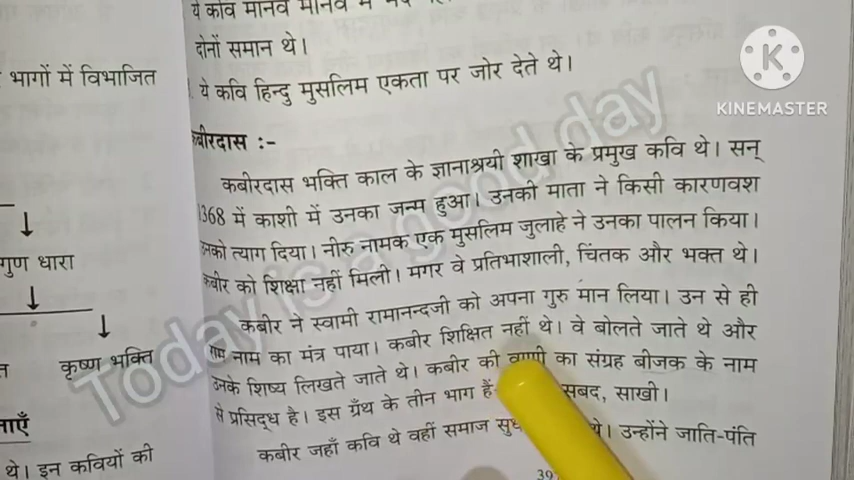 भागों में विभाजित
गुण धारा
कृष्ण भक्ति
थे। इन कवियों की
ये कवि मानव मानव में
दोनों समान थे।
ये कवि हिन्दु मुसलिम एकता पर जोर देते थे।
कबीरदास :-
कबीरदास भक्ति काल के ज्ञानाश्रयी शाखा के प्रमुख कवि थे। सन्
1368 में काशी में उनका जन्म हुआ। उनकी माता ने किसी कारणवश
उनको त्याग दिया। नीरु नामक एक मुसलिम जुलाहे ने उनका पालन किया।
कबीर को शिक्षा नहीं मिली। मगर वे प्रतिभाशाली, चिंतक और भक्त थे।
कबीर ने स्वामी रामानन्दजी को अपना गुरु मान लिया। उन से ही
राम नाम का मंत्र पाया। कबीर शिक्षित नहीं थे। वे बोलते जाते थे और
उनके शिष्य लिखते जाते थे। कबीर की वाणी का संग्रह बीजक के नाम
से प्रसिद्ध है। इस ग्रँथ के तीन भाग हैं- सबद, साखी।
कबीर जहाँ कवि थे वहीं समाज थे। उन्होंने जाति-पंति
39
Today is a good day
KINEMASTER